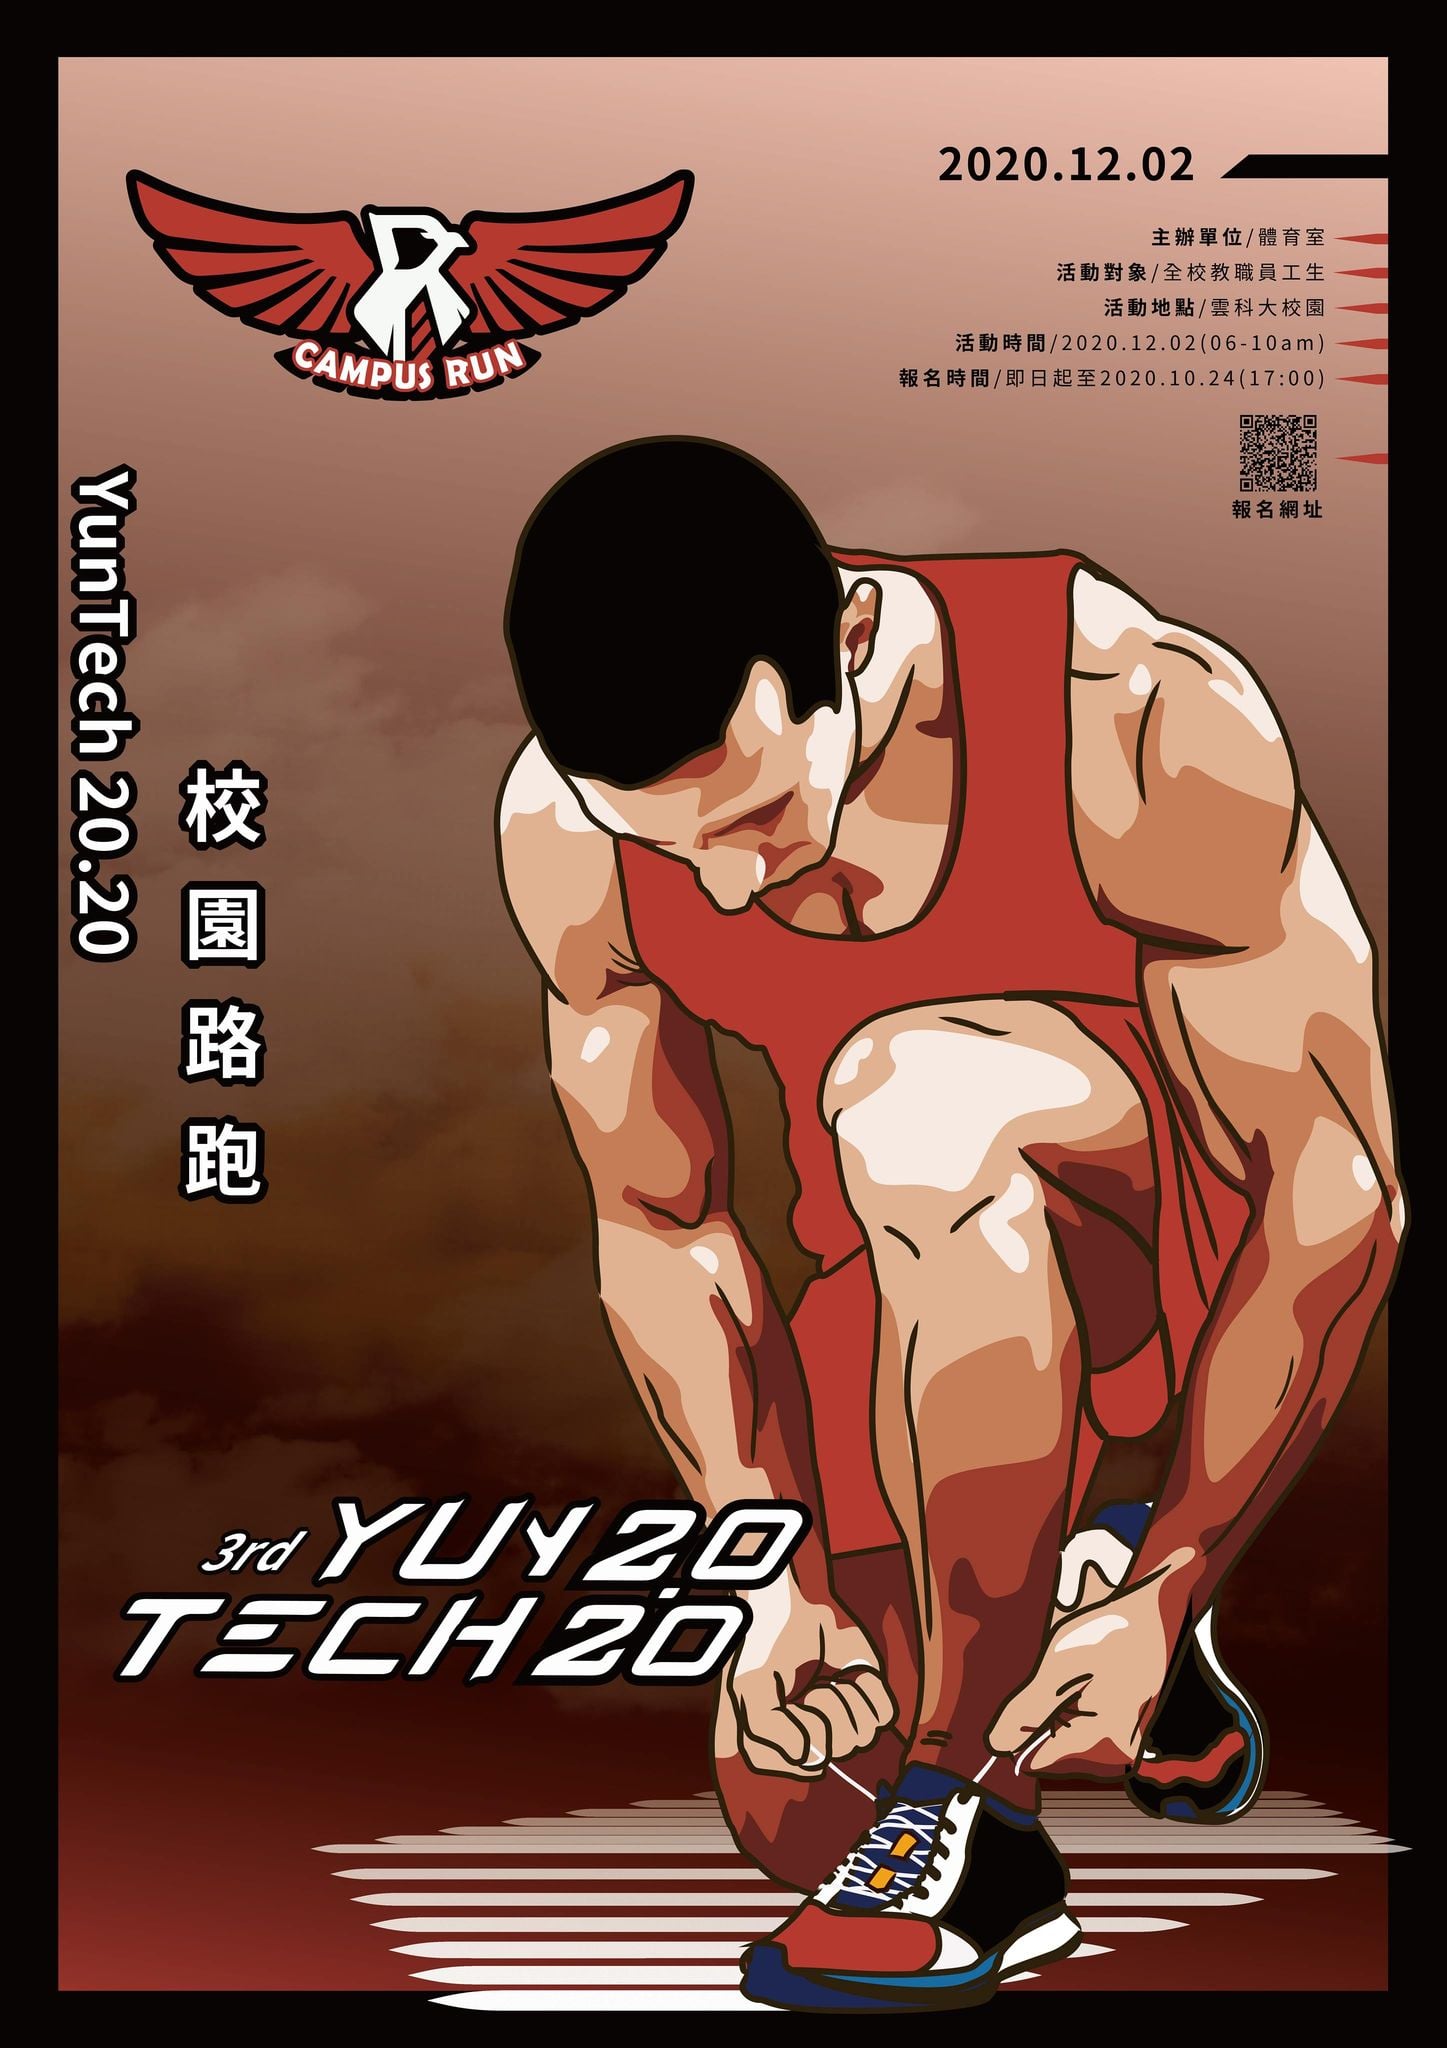 2020.12.02
主辦單位/體育室
活動對象/全校教職員工生
活動地點/雲科大校園
活動時間/2020.12.02(06-10am)
報名時間/即日起至2020.10.24(17:00)
報名網址
CAMPUS RUN
YunTech 20.20
校園路跑
3rd YUN 20
TECH 2.0